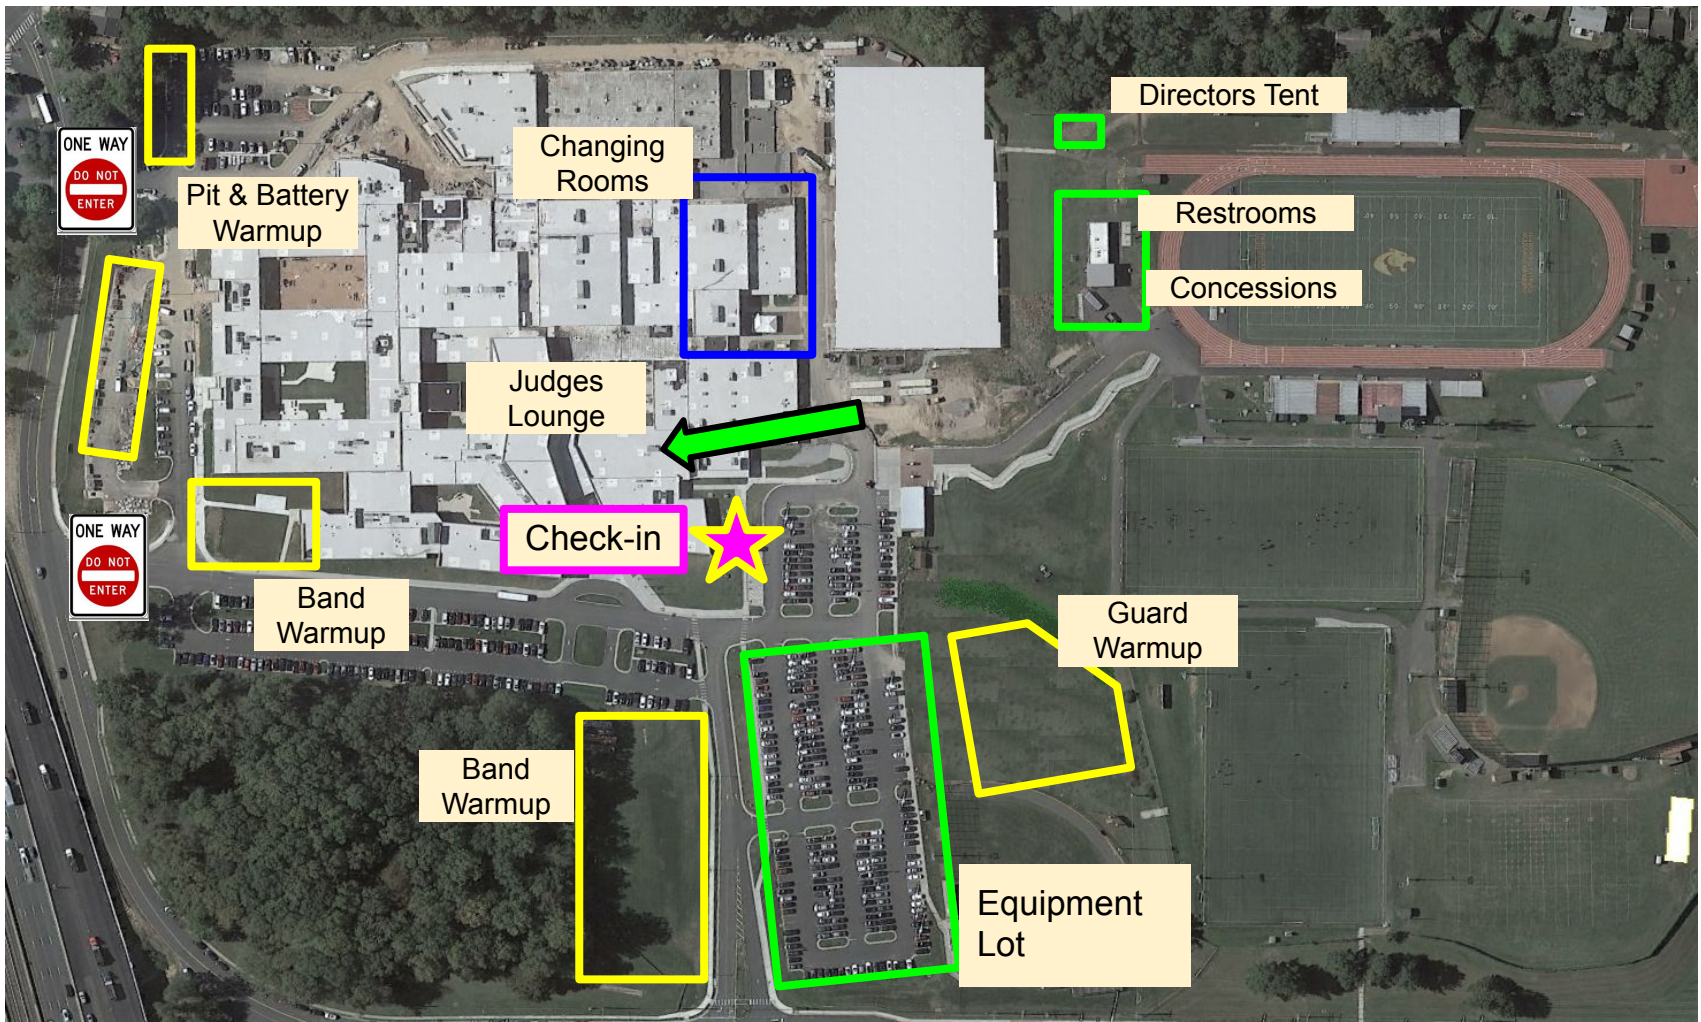 Directors Tent
ONE WAY
DO NOT
ENTER
Changing
Rooms
Pit & Battery
Warmup
Restrooms
Concessions
Judges
Lounge
Check-in
ONE WAY
DO NOT
ENTER
Band
Warmup
Guard
Warmup
Band
Warmup
Equipment
Lot